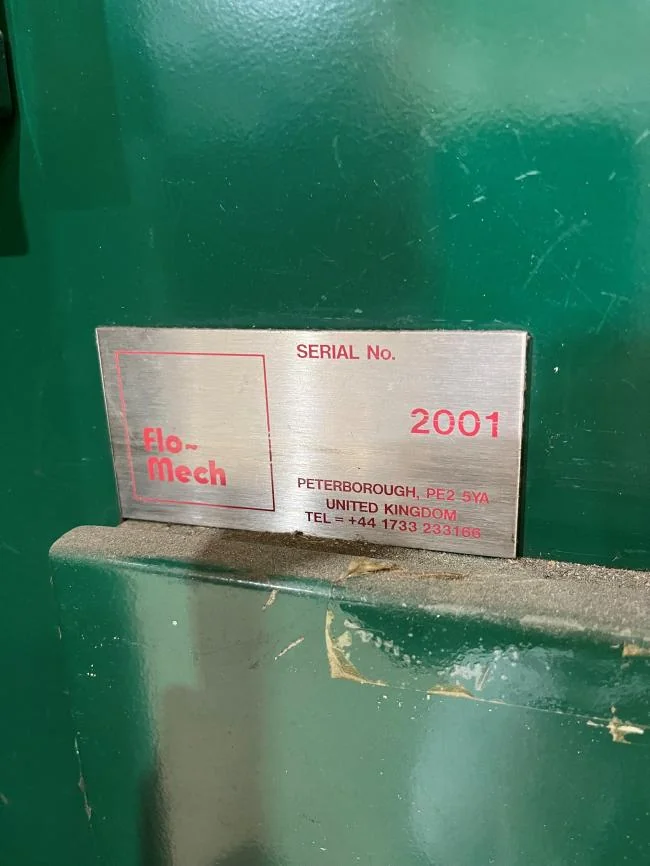 Flo~
Mech
SERIAL No.
2001
PETERBOROUGH, PE2 5YA
UNITED KINGDOM
TEL = +44 1733 233166